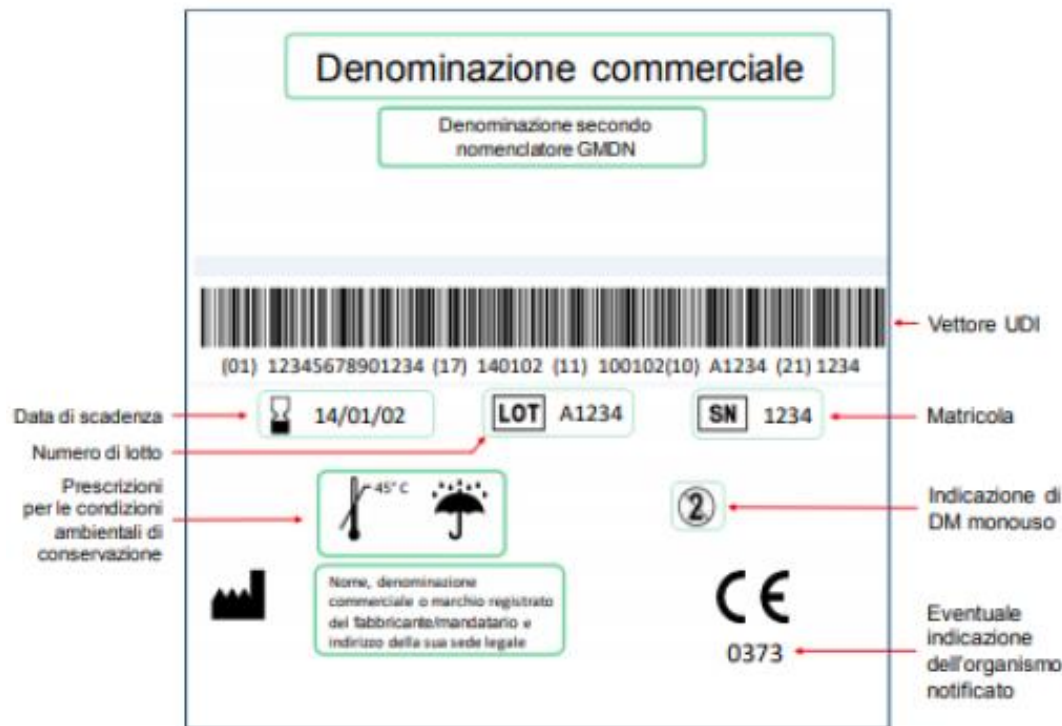 Denominazione commerciale
Denominazione secondo
nomenclatore GMDN
Vettore UDI
(01) 12345678901234 (17) 140102 (11) 100102(10) A1234 (21) 1234
Data di scadenza
14/01/02
LOT A1234
SN 1234
Matricola
Numero di lotto
Prescrizioni
per le condizioni
ambientali di
conservazione
45° C
2
Indicazione di
DM monouso
Nome, denominazione
commerciale o marchio registrato
del fabbricante/mandatario e
indirizzo della sua sede legale
CE
0373
Eventuale
indicazione
dell'organismo
notificato